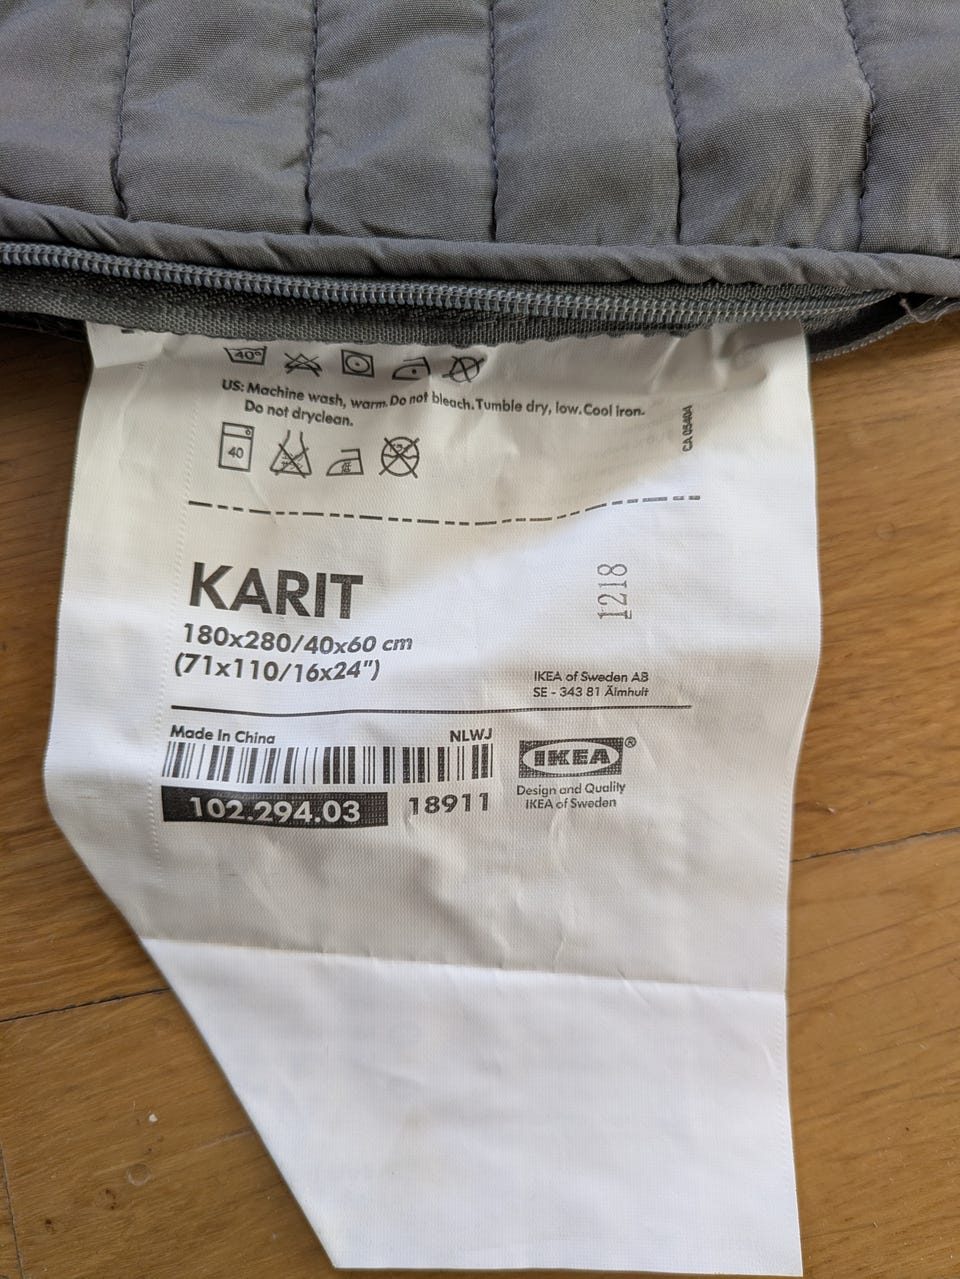 40°
US: Machine wash, warm. Do not bleach. Tumble dry, low. Cool iron.
Do not dryclean.
CA 05404
40
KARIT
1218
180x280/40x60 cm
(71x110/16x24")
IKEA of Sweden AB
SE - 343 81 Älmhult
Made In China
NLWJ
IKEA®
102.294.03
18911
Design and Quality
IKEA of Sweden